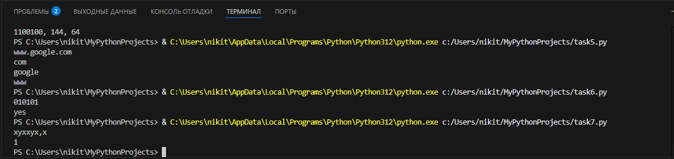 ПРОБЛЕМЫ 2 ВЫХОДНЫЕ ДАННЫЕ КОНСОЛЬ ОТЛАДКИ ТЕРМИНАЛ ПОРТЫ
1100100, 144, 64
PS C:\Users\nikit\MyPythonProjects> & C:\Users\nikit\AppData\Local\Programs\Python\Python312\python.exe c:/Users/nikit/MyPythonProjects/task5.py
www.google.com
com
google
www
PS C:\Users\nikit\MyPythonProjects> & C:\Users\nikit\AppData\Local\Programs\Python\Python312\python.exe c:/Users/nikit/MyPythonProjects/task6.py
010101
yes
PS C:\Users\nikit\MyPythonProjects> & C:\Users\nikit\AppData\Local\Programs\Python\Python312\python.exe c:/Users/nikit/MyPythonProjects/task7.py
xyxxyx,x
1
PS C:\Users\nikit\MyPythonProjects>